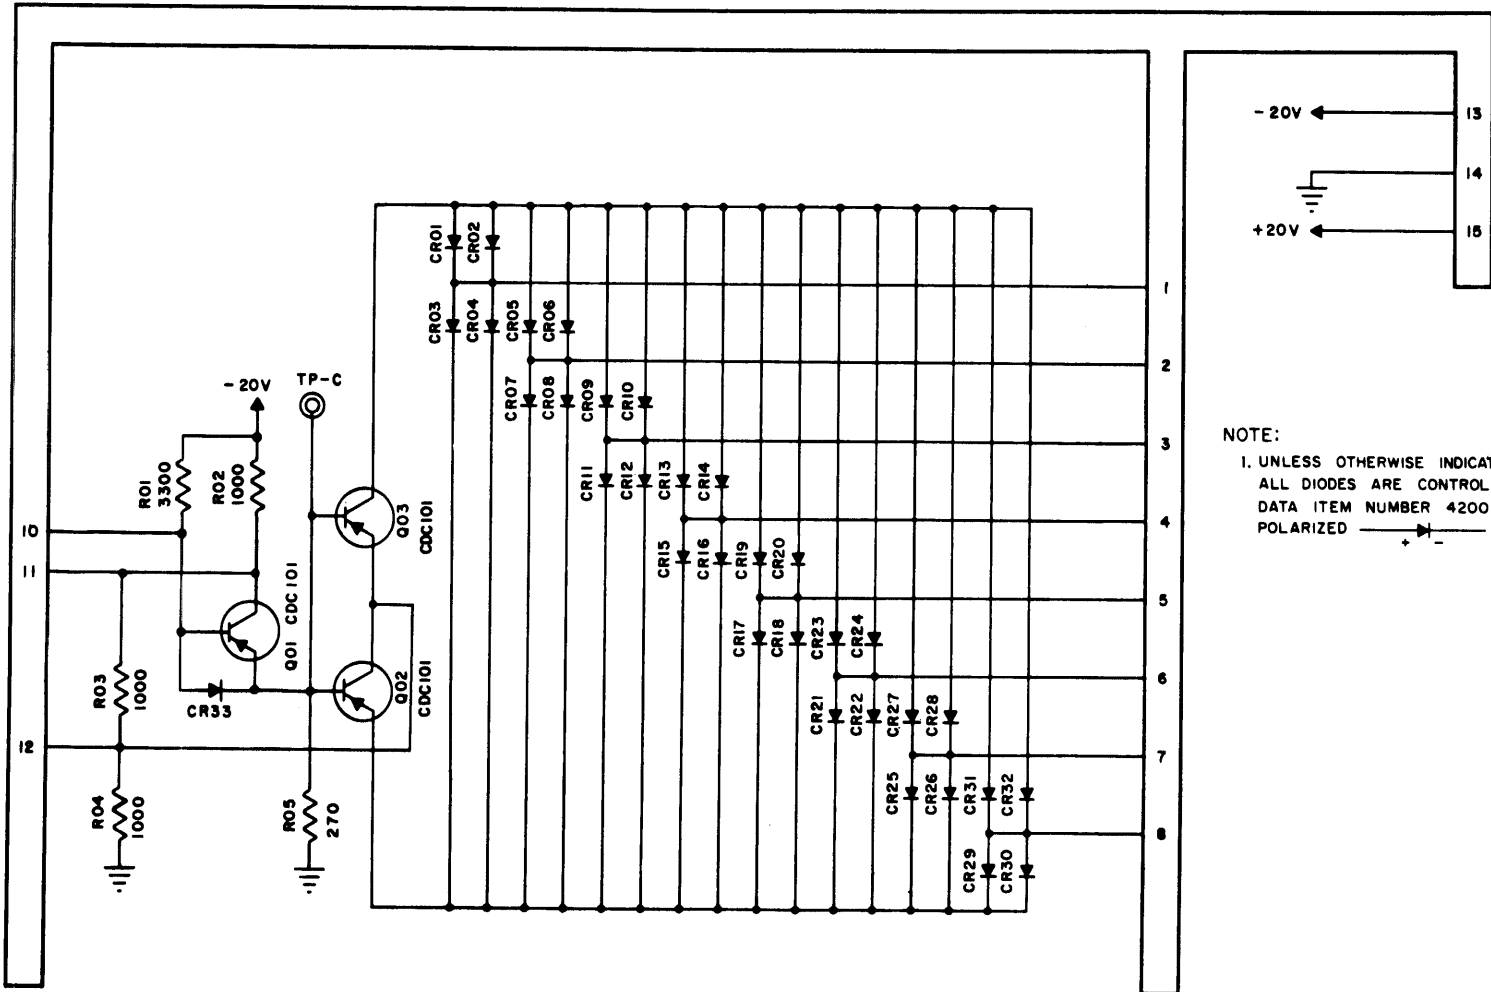 - 20V
13
14
+20V
15
CR01
CR02
1
CR03
CR04
CR05
CR06
2
- 20V
TP-C
CR07
CR08
CR09
CR10
3
R01
3300
R02
1000
CR11
CR12
CR13
CR14
4
Q03
CDC101
10
11
CR15
CR16
CR19
CR20
5
Q01
CDC101
CR17
CR18
CR23
CR24
6
R03
1000
CR33
Q02
CDC101
CR21
CR22
CR27
CR28
7
12
R04
1000
R05
270
CR25
CR26
CR31
CR32
8
CR29
CR30
NOTE:
1. UNLESS OTHERWISE INDICAT
ALL DIODES ARE CONTROL
DATA ITEM NUMBER 4200
POLARIZED
+ -